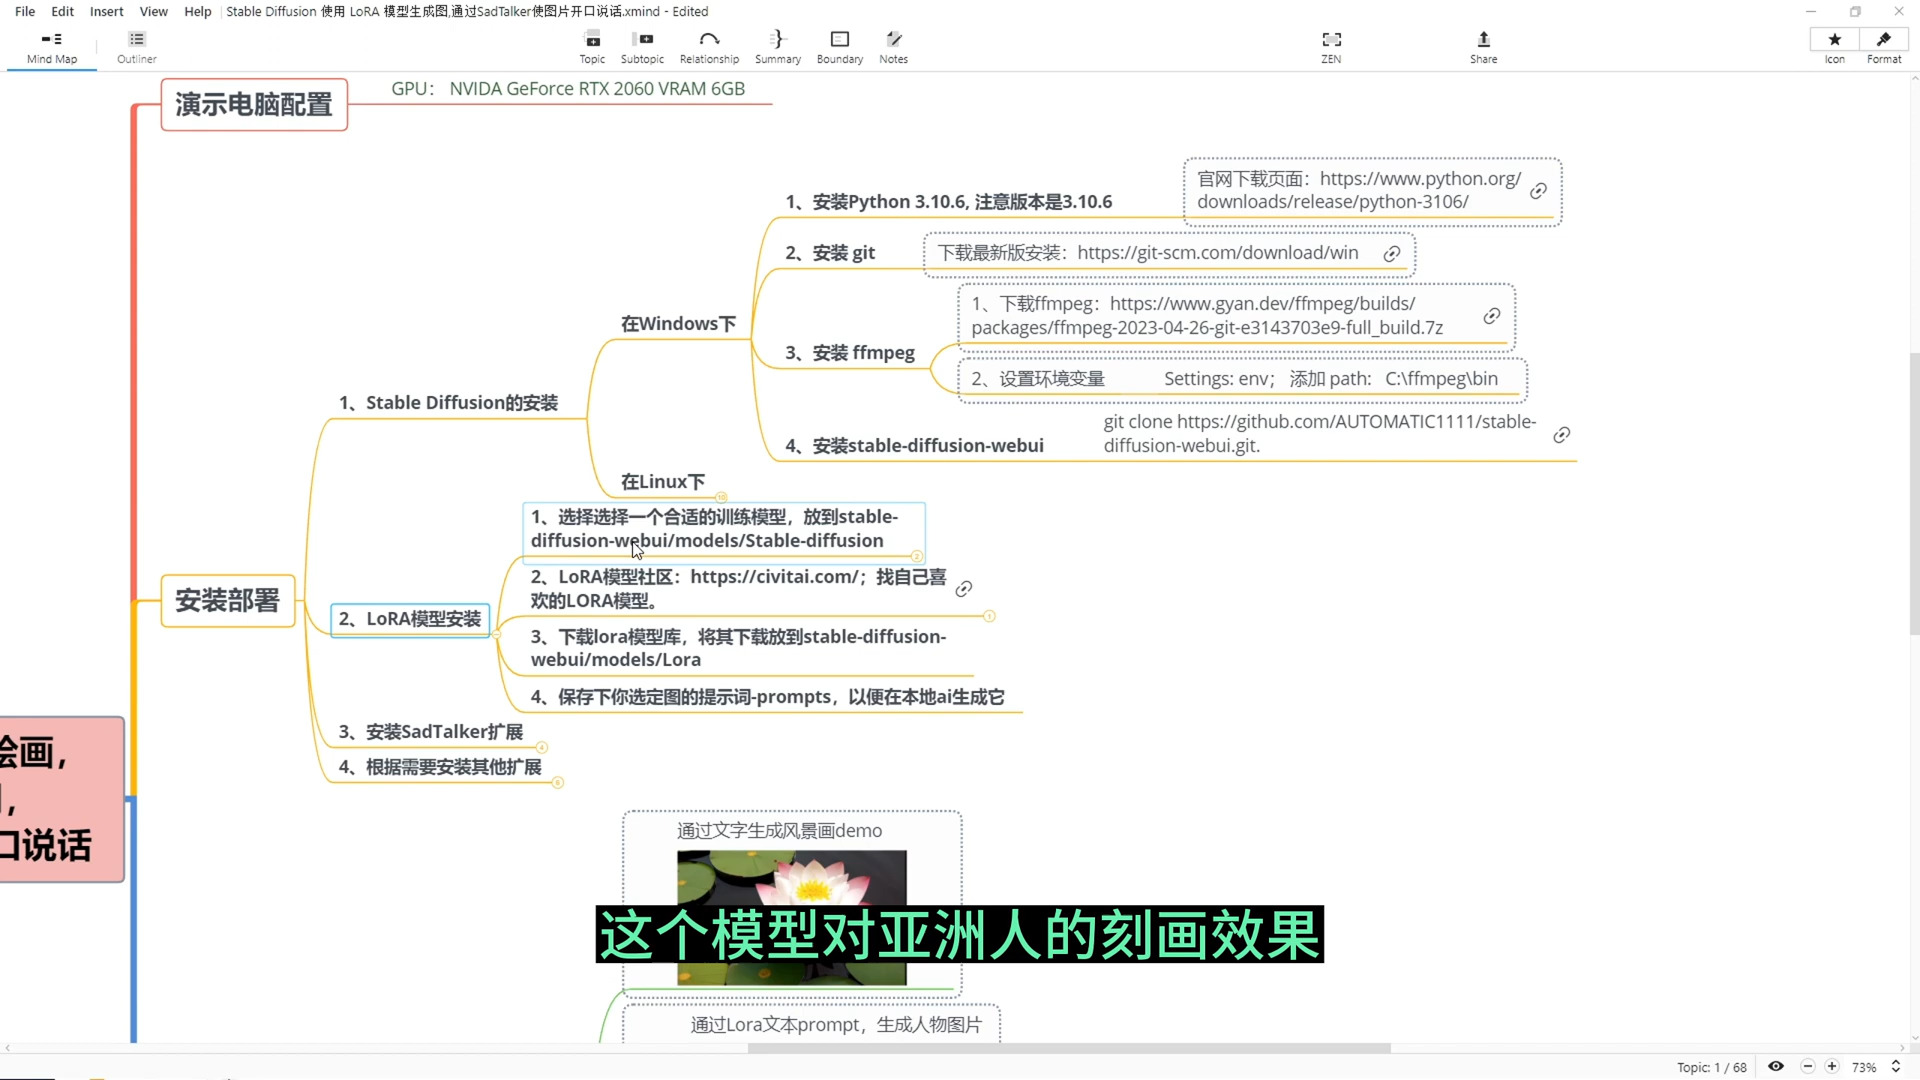 File Edit Insert View Help Stable Diffusion 使用 LoRA 模型生成图,通过SadTalker使图片开口说话.xmind - Edited
Mind Map Outliner Topic Subtopic Relationship Summary Boundary Notes ZEN Share Icon Format
演示电脑配置
GPU： NVIDIA GeForce RTX 2060 VRAM 6GB
1、安装Python 3.10.6, 注意版本是3.10.6
官网下载页面：https://www.python.org/
downloads/release/python-3106/
2、安装 git
下载最新版安装：https://git-scm.com/download/win
在Windows下
3、安装 ffmpeg
1、下载ffmpeg：https://www.gyan.dev/ffmpeg/builds/
packages/ffmpeg-2023-04-26-git-e3143703e9-full_build.7z
2、设置环境变量 Settings: env； 添加 path: C:\ffmpeg\bin
1、Stable Diffusion的安装
4、安装stable-diffusion-webui
git clone https://github.com/AUTOMATIC1111/stable-
diffusion-webui.git.
在Linux下
10
安装部署
2、LoRA模型安装
1、选择选择一个合适的训练模型，放到stable-
diffusion-webui/models/Stable-diffusion
2
2、LoRA模型社区：https://civitai.com/；找自己喜
欢的LORA模型。
1
3、下载lora模型库，将其下载放到stable-diffusion-
webui/models/Lora
4、保存下你选定图的提示词-prompts，以便在本地ai生成它
3、安装SadTalker扩展
4
4、根据需要安装其他扩展
6
绘画，
，
口说话
通过文字生成风景画demo
这个模型对亚洲人的刻画效果
通过Lora文本prompt，生成人物图片
Topic: 1 / 68 73%